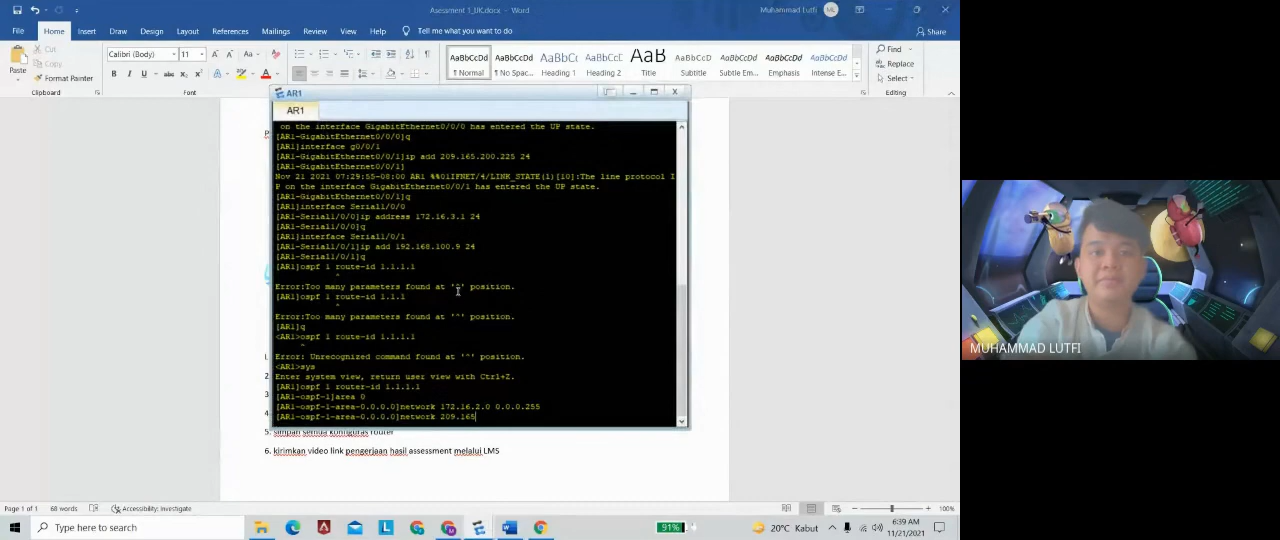 Asessment 1_UK.docx - Word
Muhammad Lutfi
ML
File Home Insert Draw Design Layout References Mailings Review View Help Tell me what you want to do
Share
Paste
Cut
Copy
Format Painter
Clipboard
Calibri (Body) 11
Font
AaBbCcDd AaBbCcDd AaBbCc AaBbCcE AaB AaBbCcD AaBbCcDd AaBbCcDd AaBbCcDd
¶ Normal ¶ No Spac... Heading 1 Heading 2 Title Subtitle Subtle Em... Emphasis Intense E...
Find
Replace
Select
Editing
AR1
AR1
on the interface GigabitEthernet0/0/0 has entered the UP state.
[AR1-GigabitEthernet0/0/0]q
[AR1]interface g0/0/1
[AR1-GigabitEthernet0/0/1]ip add 209.165.200.225 24
[AR1-GigabitEthernet0/0/1]
Nov 21 2021 07:29:55-08:00 AR1 %%01IFNET/4/LINK_STATE(l)[10]:The line protocol I
P on the interface GigabitEthernet0/0/1 has entered the UP state.
[AR1-GigabitEthernet0/0/1]q
[AR1]interface Serial1/0/0
[AR1-Serial1/0/0]ip address 172.16.3.1 24
[AR1-Serial1/0/0]q
[AR1]interface Serial1/0/1
[AR1-Serial1/0/1]ip add 192.168.100.9 24
[AR1-Serial1/0/1]q
[AR1]ospf 1 route-id 1.1.1.1
^
Error:Too many parameters found at '^' position.
[AR1]ospf 1 route-id 1.1.1
^
Error:Too many parameters found at '^' position.
[AR1]q
<AR1>ospf 1 route-id 1.1.1.1
^
Error: Unrecognized command found at '^' position.
<AR1>sys
Enter system view, return user view with Ctrl+Z.
[AR1]ospf 1 router-id 1.1.1.1
[AR1-ospf-1]area 0
[AR1-ospf-1-area-0.0.0.0]network 172.16.2.0 0.0.0.255
[AR1-ospf-1-area-0.0.0.0]network 209.165
5. simpan semua konfiguras router
6. kirimkan video link pengerjaan hasil assessment melalui LMS
MUHAMMAD LUTFI
Page 1 of 1 68 words Accessibility: Investigate
100%
Type here to search
91%
20°C Kabut
6:39 AM
11/21/2021